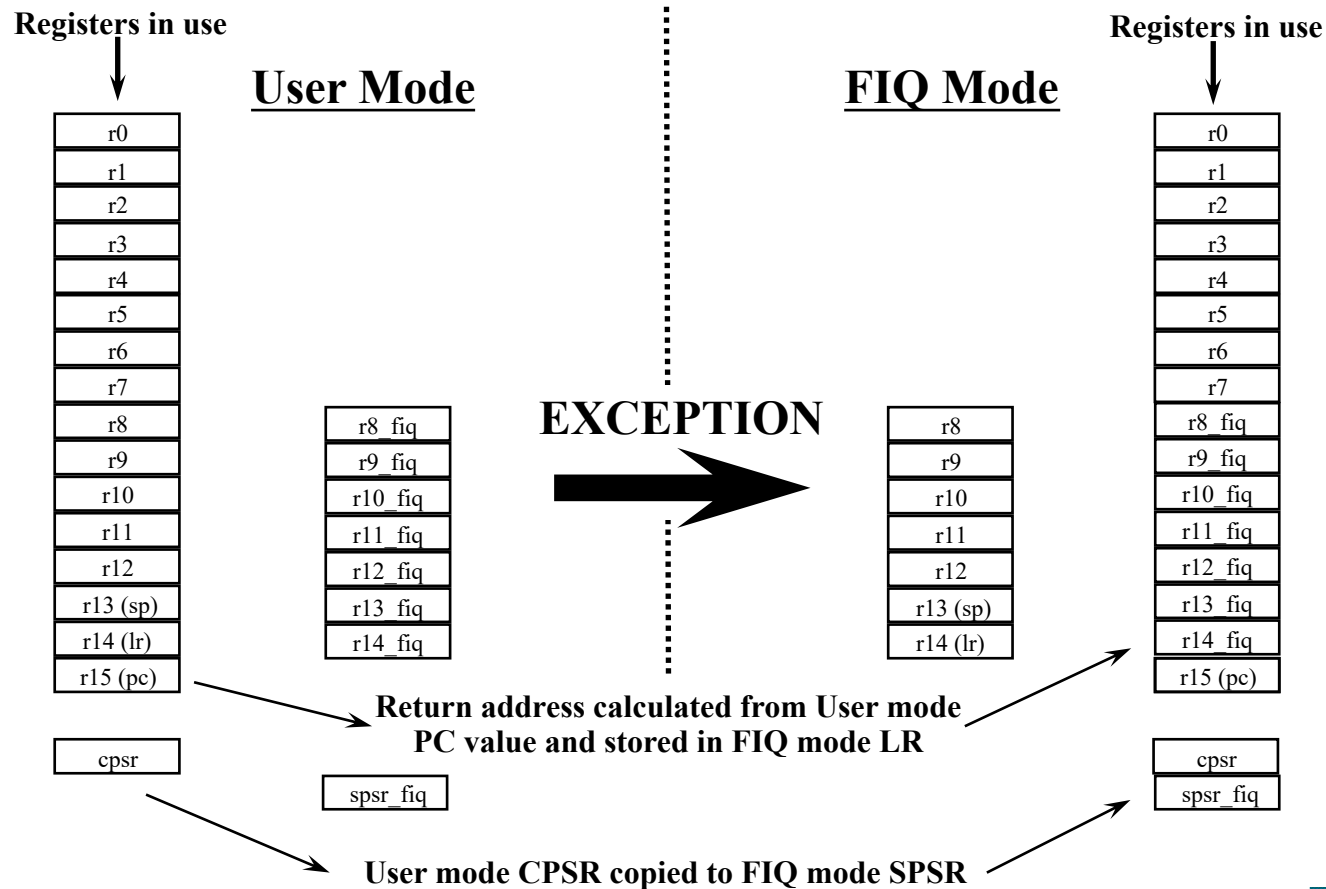 Registers in use
User Mode
r0
r1
r2
r3
r4
r5
r6
r7
r8
r9
r10
r11
r12
r13 (sp)
r14 (lr)
r15 (pc)
cpsr
r8_fiq
r9_fiq
r10_fiq
r11_fiq
r12_fiq
r13_fiq
r14_fiq
spsr_fiq
EXCEPTION
Return address calculated from User mode
PC value and stored in FIQ mode LR
User mode CPSR copied to FIQ mode SPSR
FIQ Mode
r8
r9
r10
r11
r12
r13 (sp)
r14 (lr)
Registers in use
r0
r1
r2
r3
r4
r5
r6
r7
r8_fiq
r9_fiq
r10_fiq
r11_fiq
r12_fiq
r13_fiq
r14_fiq
r15 (pc)
cpsr
spsr_fiq